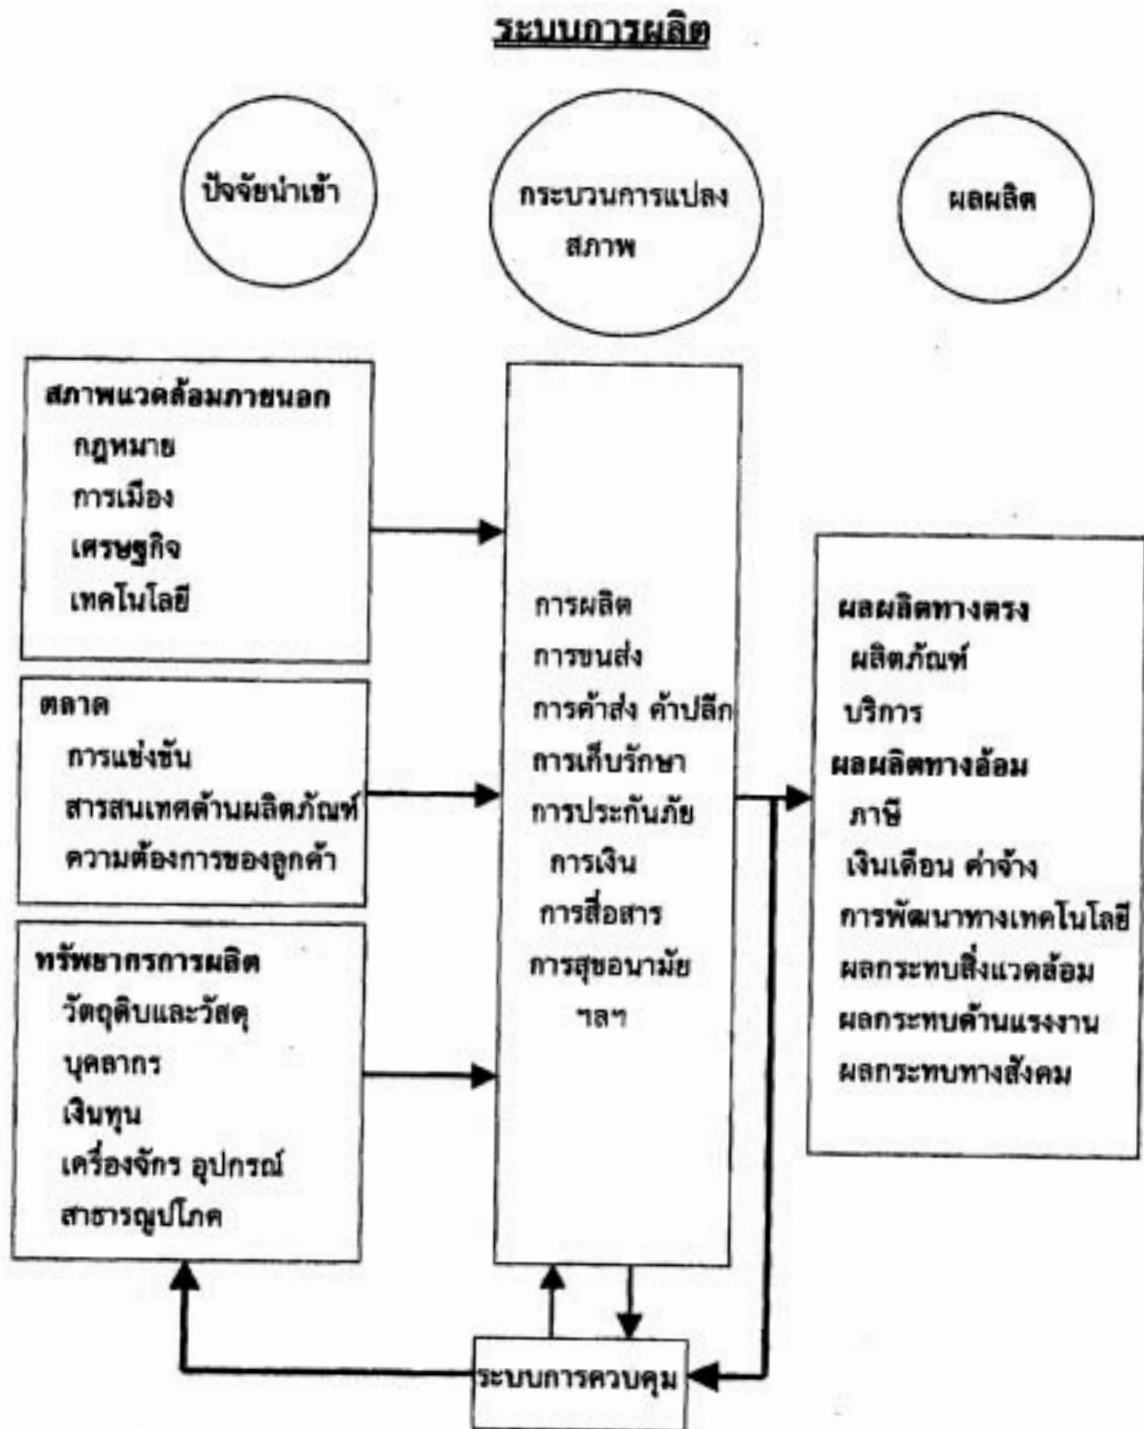 ระบบการผลิต
ปัจจัยนำเข้า
กระบวนการแปลง
สภาพ
ผลผลิต
สภาพแวดล้อมภายนอก
กฎหมาย
การเมือง
เศรษฐกิจ
เทคโนโลยี
ตลาด
การแข่งขัน
สารสนเทศด้านผลิตภัณฑ์
ความต้องการของลูกค้า
ทรัพยากรการผลิต
วัตถุดิบและวัสดุ
บุคลากร
เงินทุน
เครื่องจักร อุปกรณ์
สาธารณูปโภค
การผลิต
การขนส่ง
การค้าส่ง ค้าปลีก
การเก็บรักษา
การประกันภัย
การเงิน
การสื่อสาร
การสุขอนามัย
ฯลฯ
ผลผลิตทางตรง
ผลิตภัณฑ์
บริการ
ผลผลิตทางอ้อม
ภาษี
เงินเดือน ค่าจ้าง
การพัฒนาทางเทคโนโลยี
ผลกระทบสิ่งแวดล้อม
ผลกระทบด้านแรงงาน
ผลกระทบทางสังคม
ระบบการควบคุม